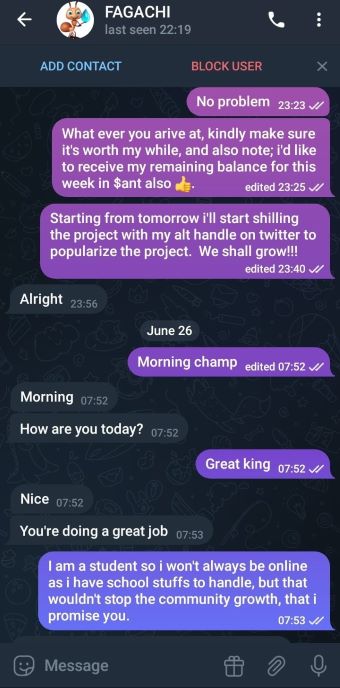 FAGACHI
last seen 22:19
ADD CONTACT
BLOCK USER
No problem 23:23
What ever you arive at, kindly make sure
it's worth my while, and also note; i'd like
to receive my remaining balance for this
week in $ant also 👍. edited 23:25
Starting from tomorrow i'll start shilling
the project with my alt handle on twitter to
popularize the project. We shall grow!!!
edited 23:40
Alright 23:56
June 26
Morning champ edited 07:52
Morning 07:52
How are you today? 07:52
Great king 07:52
Nice 07:52
You're doing a great job 07:53
I am a student so i won't always be online
as i have school stuffs to handle, but that
wouldn't stop the community growth, that i
promise you. 07:53
Message